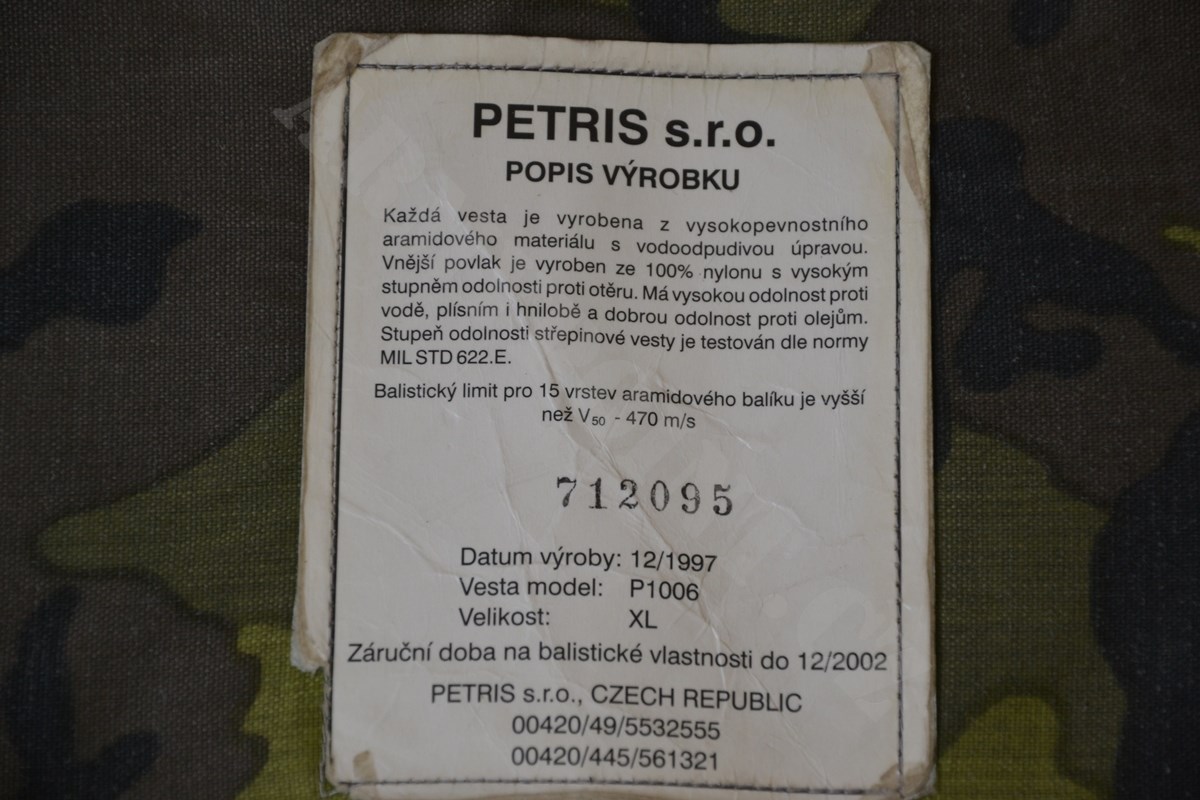 PETRIS s.r.o.
POPIS VÝROBKU
Každá vesta je vyrobena z vysokopevnostního
aramidového materiálu s vodoodpudivou úpravou.
Vnější povlak je vyroben ze 100% nylonu s vysokým
stupněm odolnosti proti otěru. Má vysokou odolnost proti
vodě, plísním i hnilobě a dobrou odolnost proti olejům.
Stupeň odolnosti střepinové vesty je testován dle normy
MIL STD 622.E.
Balistický limit pro 15 vrstev aramidového balíku je vyšší
než V₅₀ - 470 m/s
712095
Datum výroby: 12/1997
Vesta model: P1006
Velikost: XL
Záruční doba na balistické vlastnosti do 12/2002
PETRIS s.r.o., CZECH REPUBLIC
00420/49/5532555
00420/445/561321